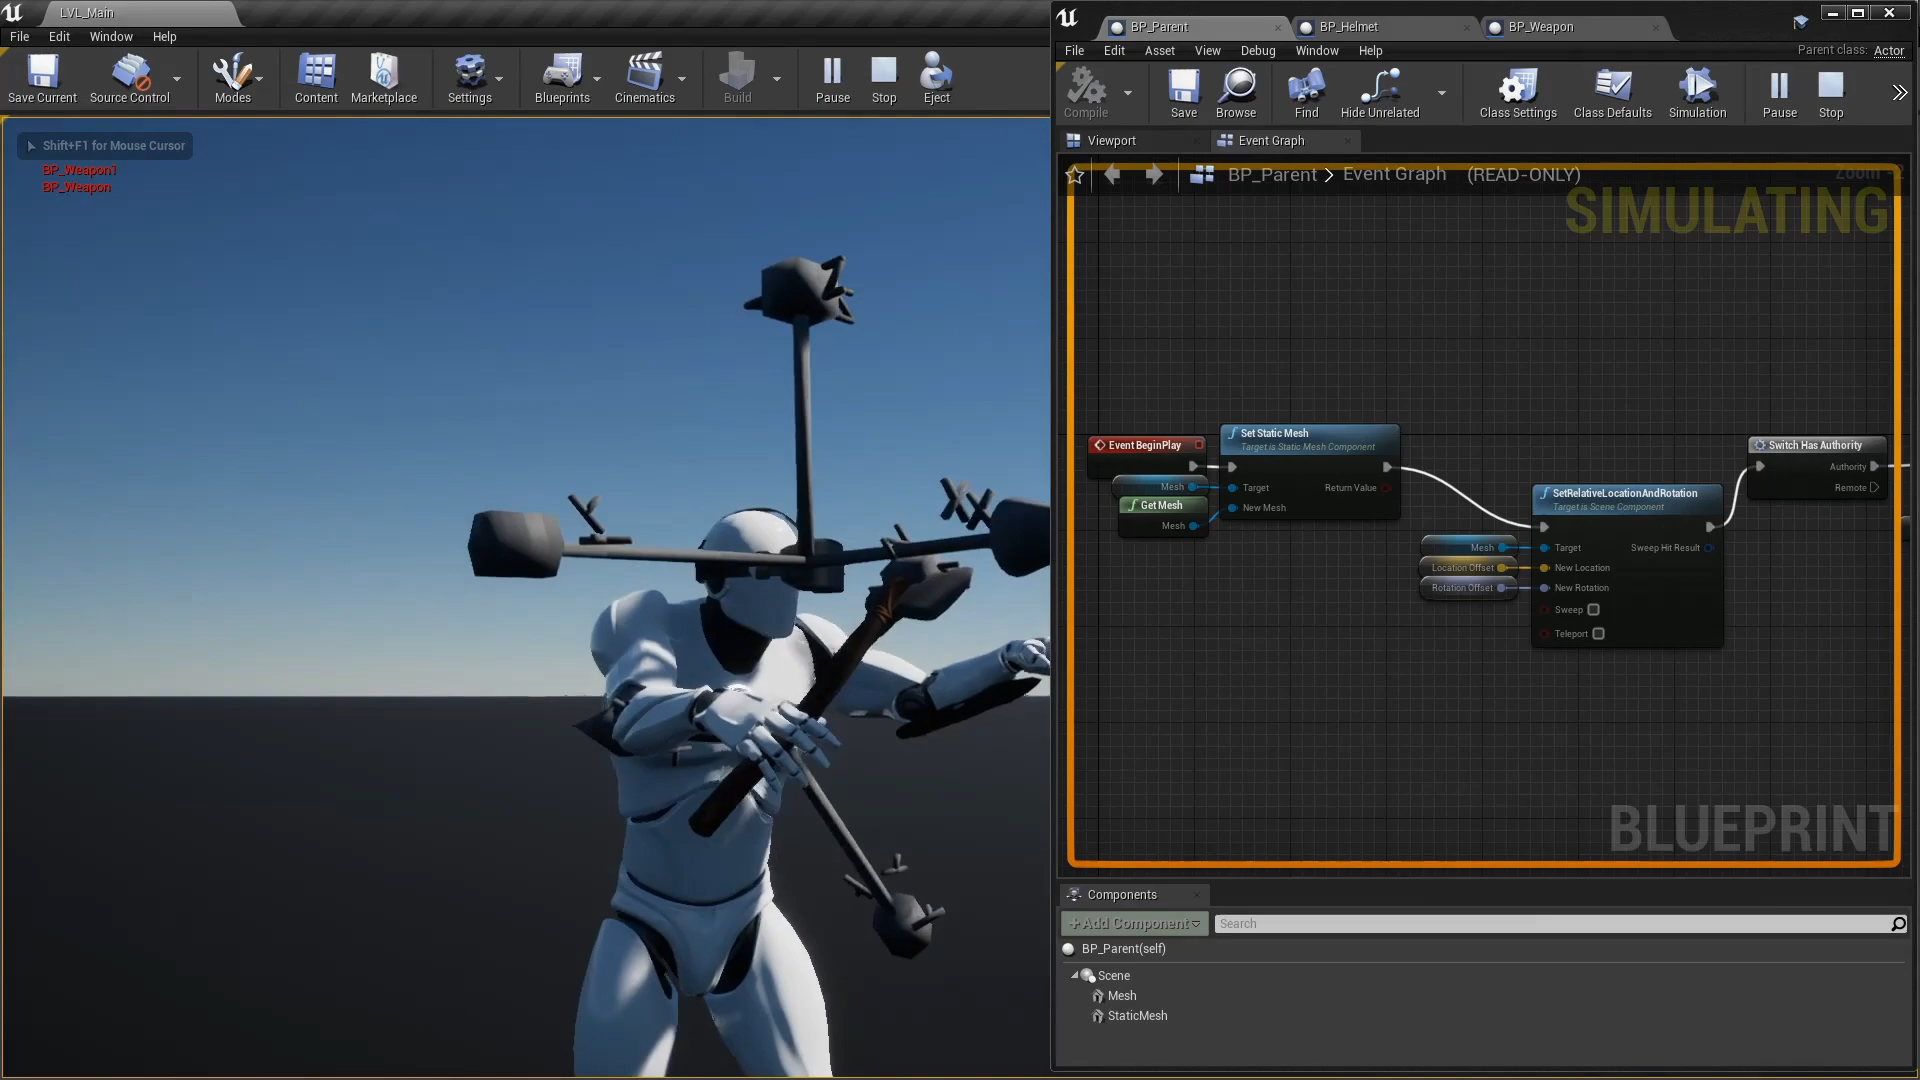 LVL_Main
File Edit Window Help
Save Current Source Control Modes Content Marketplace Settings Blueprints Cinematics Build Pause Stop Eject
Shift+F1 for Mouse Cursor
BP_Weapon1
BP_Weapon
BP_Parent BP_Helmet BP_Weapon
File Edit Asset View Debug Window Help Parent class: Actor
Compile Save Browse Find Hide Unrelated Class Settings Class Defaults Simulation Pause Stop
Viewport Event Graph
BP_Parent > Event Graph (READ-ONLY) Zoom -2
SIMULATING
Event BeginPlay
Mesh
f Get Mesh
Mesh
f Set Static Mesh
Target is Static Mesh Component
Target Return Value
New Mesh
Mesh
Location Offset
Rotation Offset
f SetRelativeLocationAndRotation
Target is Scene Component
Target Sweep Hit Result
New Location
New Rotation
Sweep
Teleport
Switch Has Authority
Authority
Remote
BLUEPRINT
Components
+Add Component Search
BP_Parent(self)
Scene
Mesh
StaticMesh